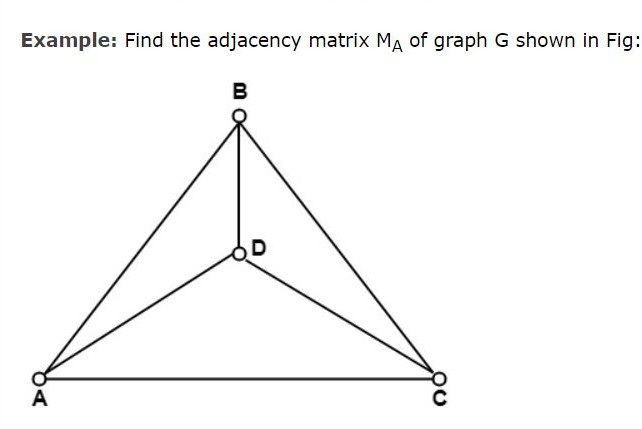 Example: Find the adjacency matrix MA of graph G shown in Fig:
B
D
A
C